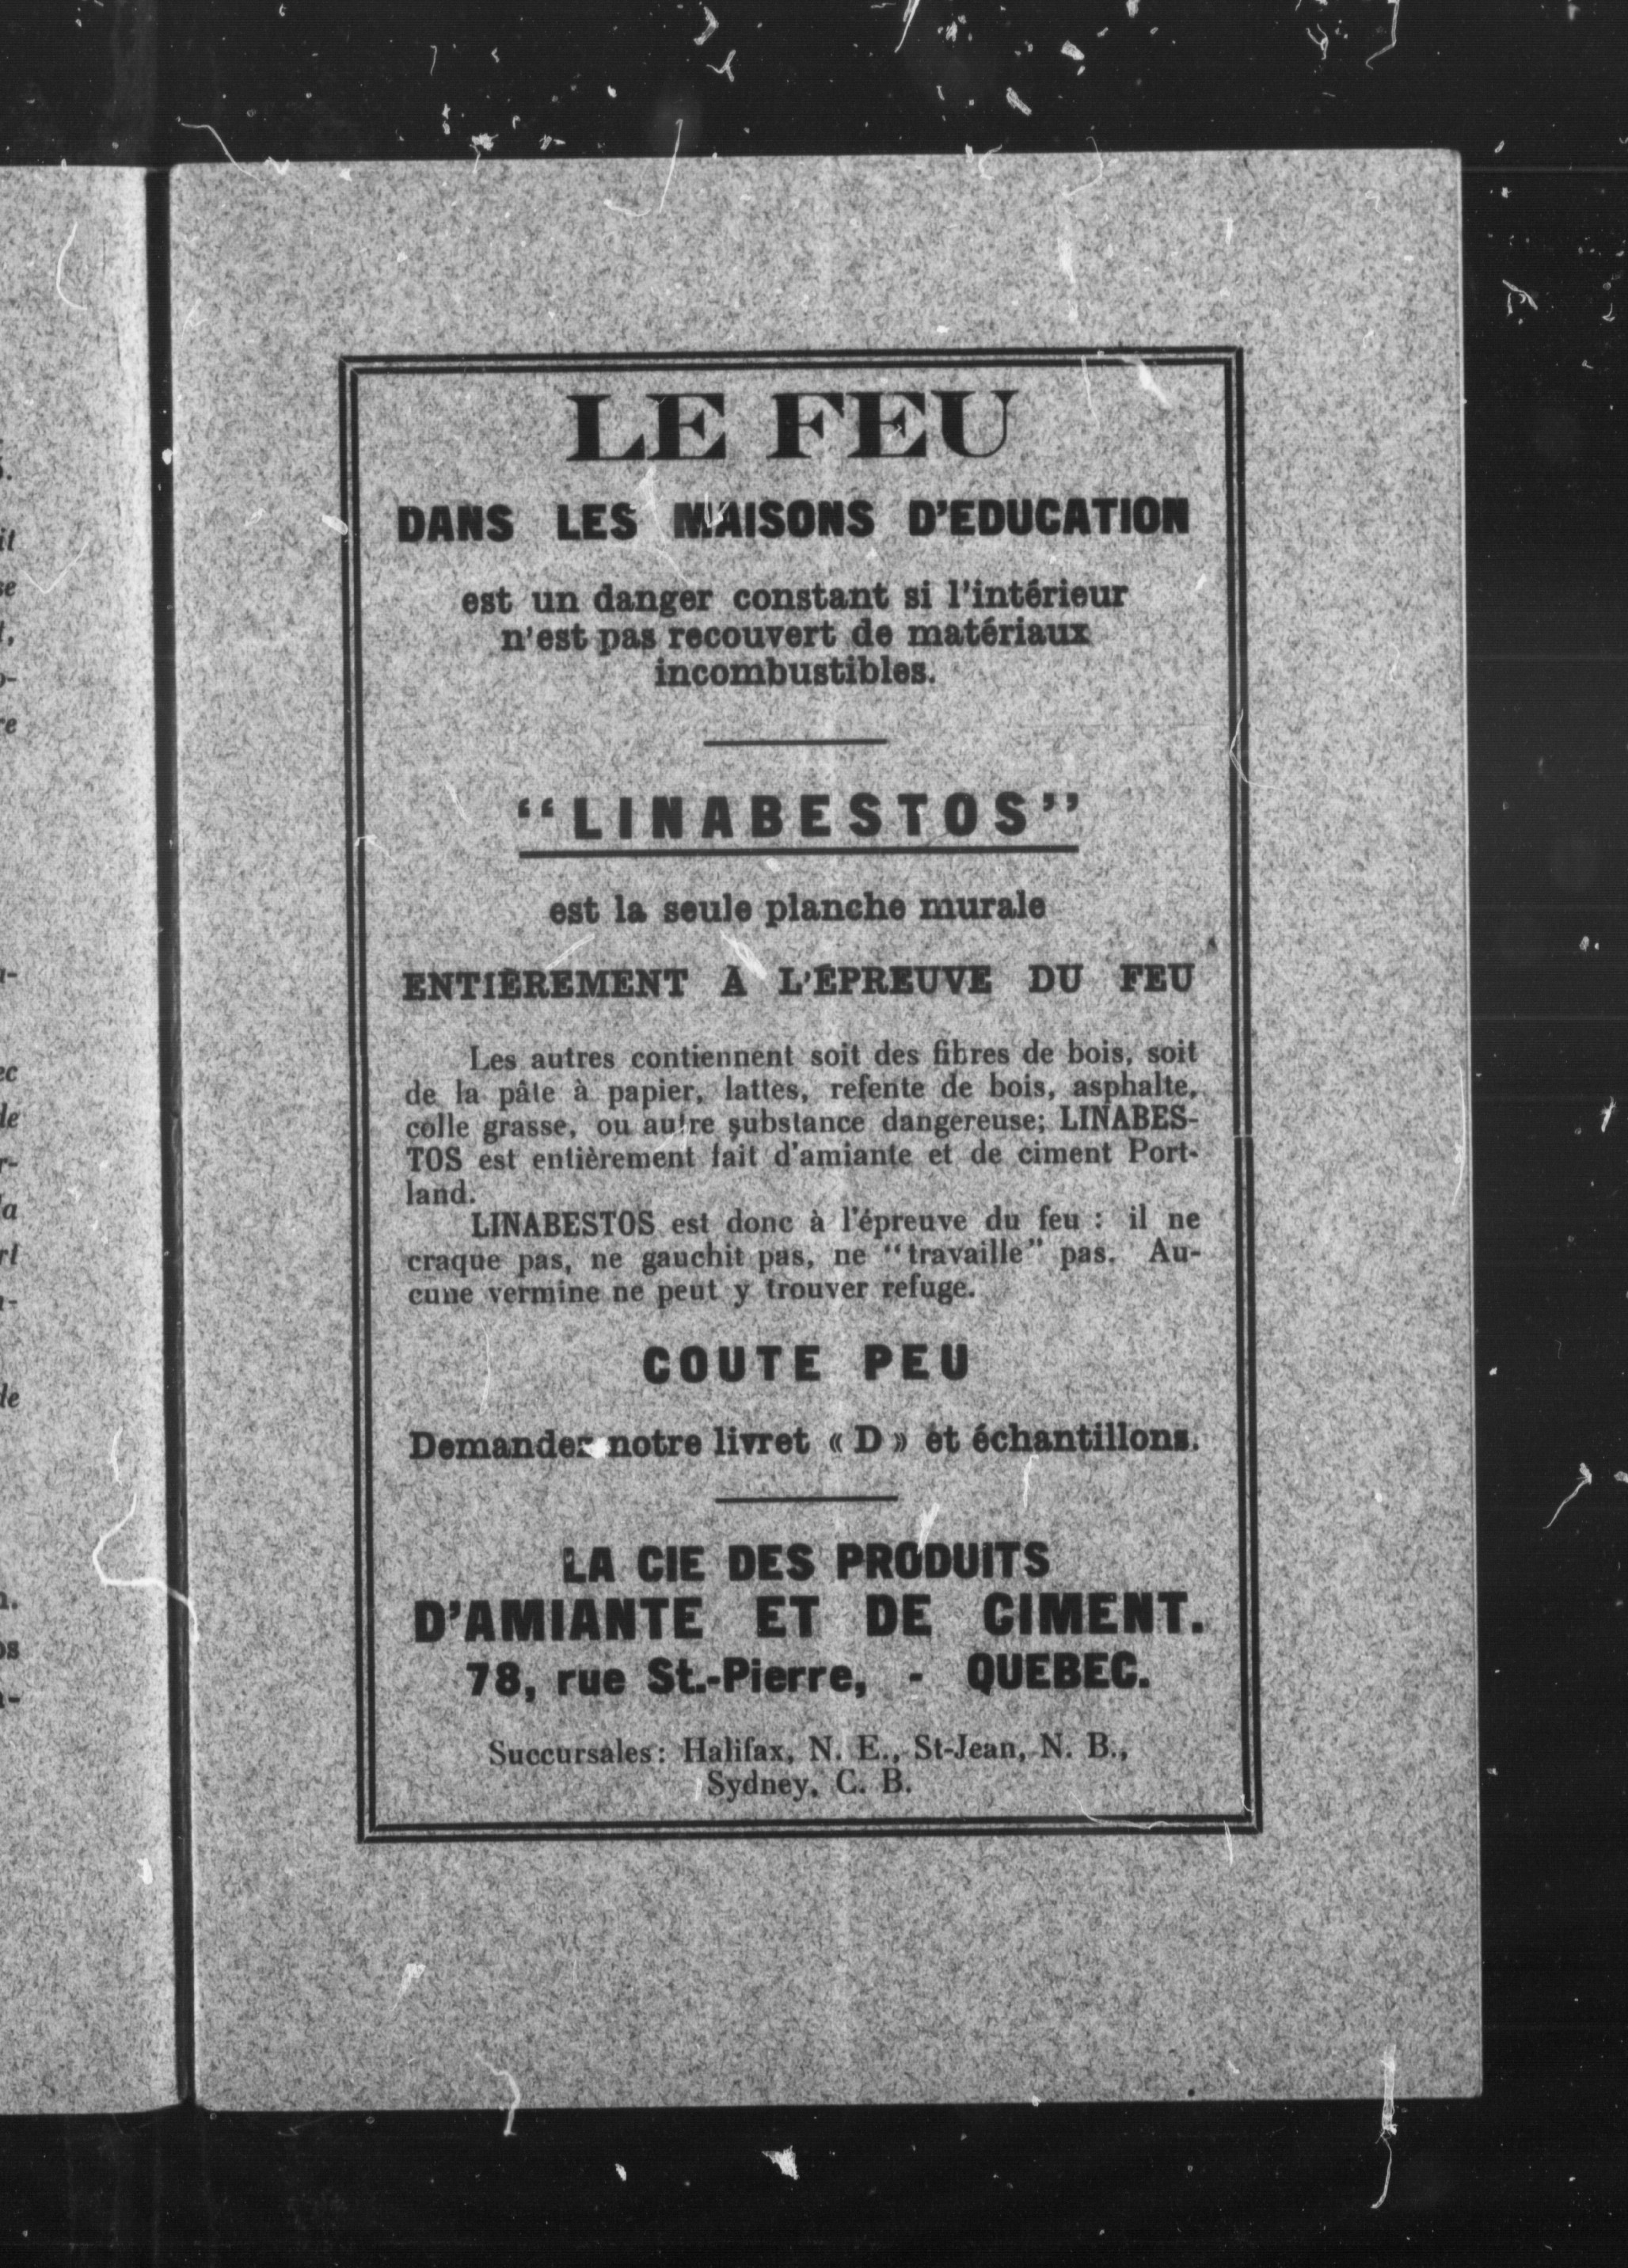 LE FEU
DANS LES MAISONS D'EDUCATION
est un danger constant si l'intérieur
n'est pas recouvert de matériaux
incombustibles.
“LINABESTOS”
est la seule planche murale
ENTIÈREMENT A L'ÉPREUVE DU FEU
Les autres contiennent soit des fibres de bois, soit
de la pâte à papier, lattes, refente de bois, asphalte,
colle grasse, ou autre substance dangereuse; LINABES-
TOS est entièrement fait d'amiante et de ciment Port-
land.
LINABESTOS est donc à l'épreuve du feu : il ne
craque pas, ne gauchit pas, ne “travaille” pas. Au-
cune vermine ne peut y trouver refuge.
COUTE PEU
Demandez notre livret « D » et échantillons.
LA CIE DES PRODUITS
D'AMIANTE ET DE CIMENT.
78, rue St.-Pierre, - QUEBEC.
Succursales: Halifax, N. E., St-Jean, N. B.,
Sydney, C. B.